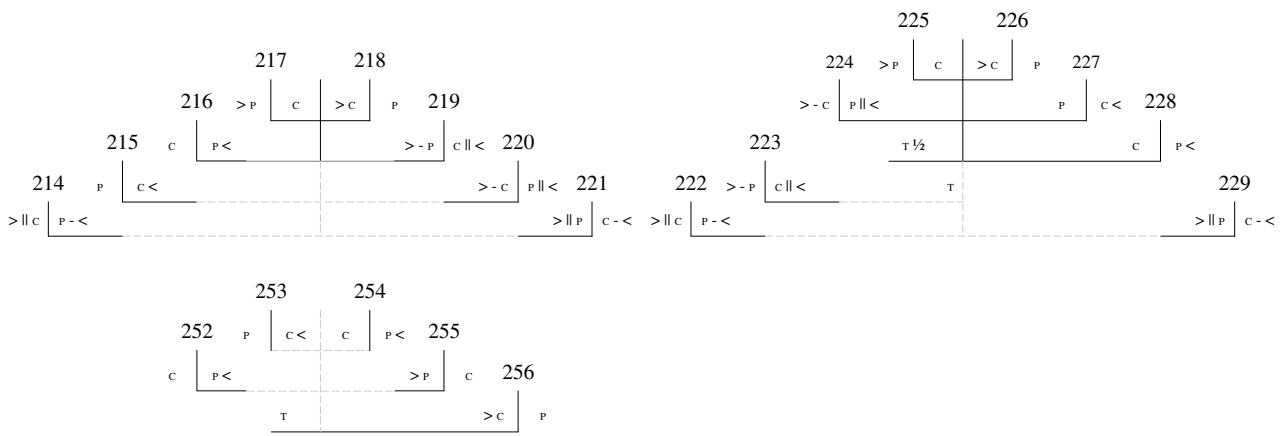 225 226
217 218 224 > P C > C P 227
216 > P C > C P 219 > - C P || < P C < 228
215 C P < > - P C || < 220 223 T ½ C P <
214 P C < > - C P || < 221 222 > - P C || < T 229
> || C P - < > || P C - < > || C P - < > || P C - <
253 254
252 P C < C P < 255
C P < > P C 256
T > C P